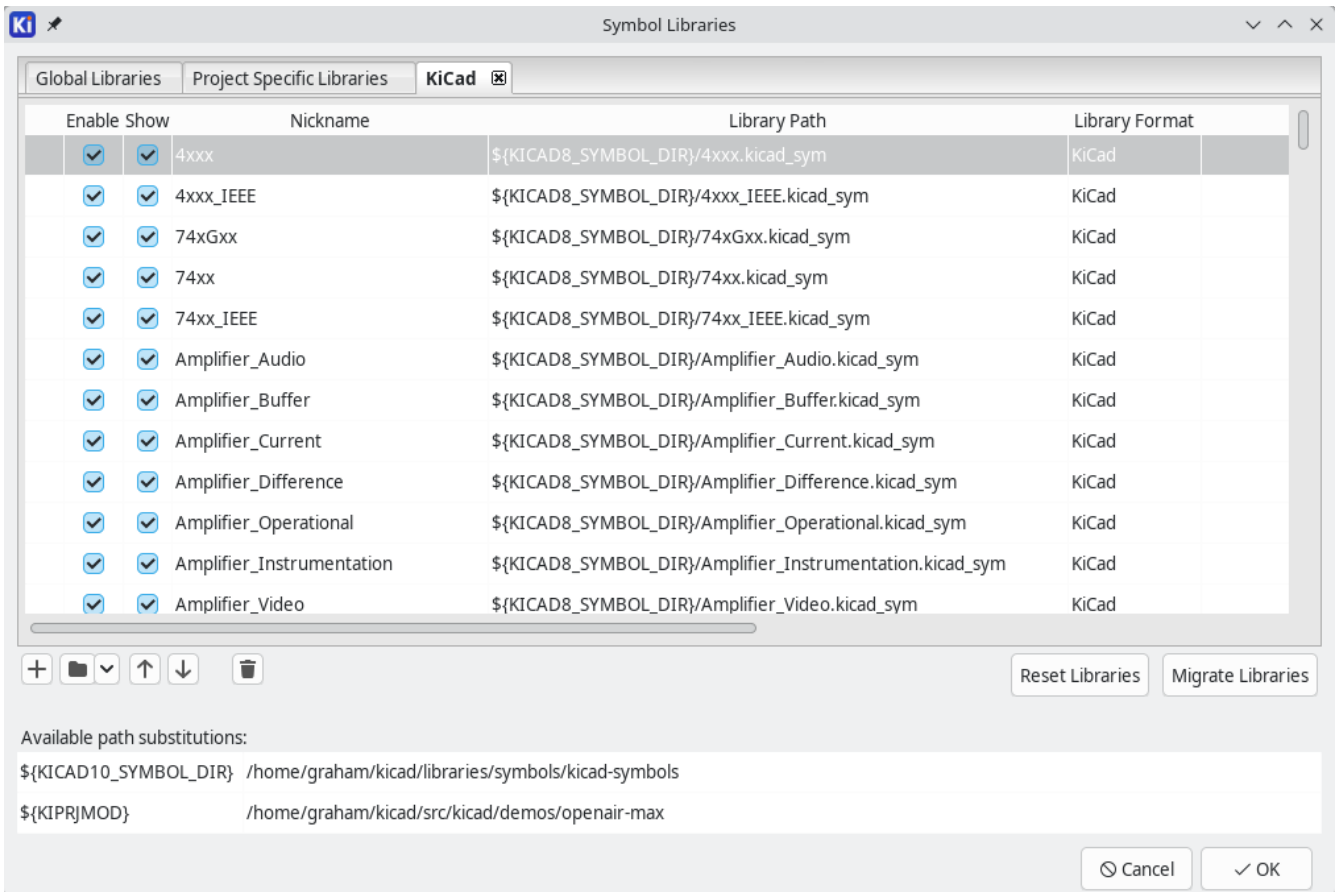 Ki Symbol Libraries
Global Libraries Project Specific Libraries KiCad
Enable Show Nickname Library Path Library Format
4xxx ${KICAD8_SYMBOL_DIR}/4xxx.kicad_sym KiCad
4xxx_IEEE ${KICAD8_SYMBOL_DIR}/4xxx_IEEE.kicad_sym KiCad
74xGxx ${KICAD8_SYMBOL_DIR}/74xGxx.kicad_sym KiCad
74xx ${KICAD8_SYMBOL_DIR}/74xx.kicad_sym KiCad
74xx_IEEE ${KICAD8_SYMBOL_DIR}/74xx_IEEE.kicad_sym KiCad
Amplifier_Audio ${KICAD8_SYMBOL_DIR}/Amplifier_Audio.kicad_sym KiCad
Amplifier_Buffer ${KICAD8_SYMBOL_DIR}/Amplifier_Buffer.kicad_sym KiCad
Amplifier_Current ${KICAD8_SYMBOL_DIR}/Amplifier_Current.kicad_sym KiCad
Amplifier_Difference ${KICAD8_SYMBOL_DIR}/Amplifier_Difference.kicad_sym KiCad
Amplifier_Operational ${KICAD8_SYMBOL_DIR}/Amplifier_Operational.kicad_sym KiCad
Amplifier_Instrumentation ${KICAD8_SYMBOL_DIR}/Amplifier_Instrumentation.kicad_sym KiCad
Amplifier_Video ${KICAD8_SYMBOL_DIR}/Amplifier_Video.kicad_sym KiCad
Reset Libraries Migrate Libraries
Available path substitutions:
${KICAD10_SYMBOL_DIR} /home/graham/kicad/libraries/symbols/kicad-symbols
${KIPRJMOD} /home/graham/kicad/src/kicad/demos/openair-max
Cancel OK